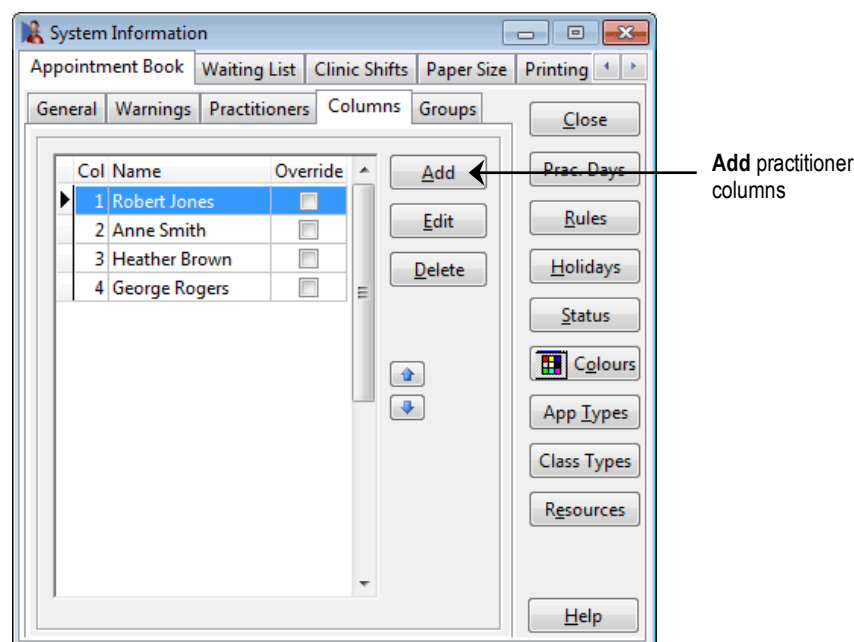 System Information
Appointment Book Waiting List Clinic Shifts Paper Size Printing
General Warnings Practitioners Columns Groups
Close
Col Name Override
Add
Prac. Days
Add practitioner
columns
1 Robert Jones
2 Anne Smith
3 Heather Brown
4 George Rogers
Edit
Delete
Rules
Holidays
Status
Colours
App Types
Class Types
Resources
Help